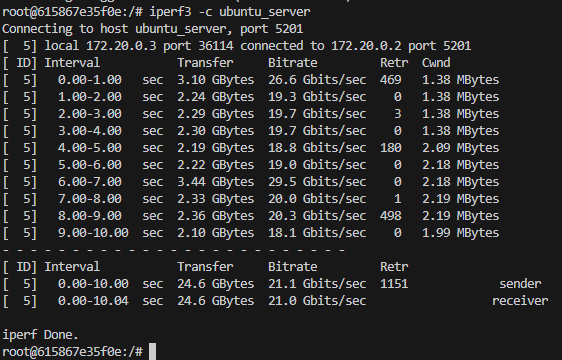 root@615867e35f0e:/# iperf3 -c ubuntu_server
Connecting to host ubuntu_server, port 5201
[  5] local 172.20.0.3 port 36114 connected to 172.20.0.2 port 5201
[ ID] Interval           Transfer     Bitrate         Retr  Cwnd
[  5]   0.00-1.00   sec  3.10 GBytes  26.6 Gbits/sec  469   1.38 MBytes
[  5]   1.00-2.00   sec  2.24 GBytes  19.3 Gbits/sec    0   1.38 MBytes
[  5]   2.00-3.00   sec  2.29 GBytes  19.7 Gbits/sec    3   1.38 MBytes
[  5]   3.00-4.00   sec  2.30 GBytes  19.7 Gbits/sec    0   1.38 MBytes
[  5]   4.00-5.00   sec  2.19 GBytes  18.8 Gbits/sec  180   2.09 MBytes
[  5]   5.00-6.00   sec  2.22 GBytes  19.0 Gbits/sec    0   2.18 MBytes
[  5]   6.00-7.00   sec  3.44 GBytes  29.5 Gbits/sec    0   2.18 MBytes
[  5]   7.00-8.00   sec  2.33 GBytes  20.0 Gbits/sec    1   2.19 MBytes
[  5]   8.00-9.00   sec  2.36 GBytes  20.3 Gbits/sec  498   2.19 MBytes
[  5]   9.00-10.00  sec  2.10 GBytes  18.1 Gbits/sec    0   1.99 MBytes
- - - - - - - - - - - - - - - - - - - - - - - - -
[ ID] Interval           Transfer     Bitrate         Retr
[  5]   0.00-10.00  sec  24.6 GBytes  21.1 Gbits/sec  1151             sender
[  5]   0.00-10.04  sec  24.6 GBytes  21.0 Gbits/sec                  receiver

iperf Done.
root@615867e35f0e:/#